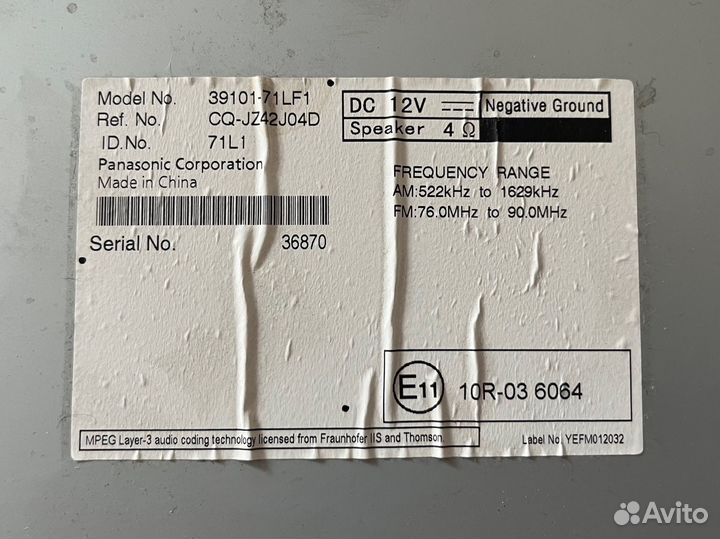 Model No. 39101-71LF1
Ref. No. CQ-JZ42J04D
ID.No. 71L1
Panasonic Corporation
Made in China
Serial No. 36870
DC 12V Negative Ground
Speaker 4 Ω
FREQUENCY RANGE
AM:522kHz to 1629kHz
FM:76.0MHz to 90.0MHz
E11 10R-03 6064
MPEG Layer-3 audio coding technology licensed from Fraunhofer IIS and Thomson.
Label No. YEFM012032
Avito